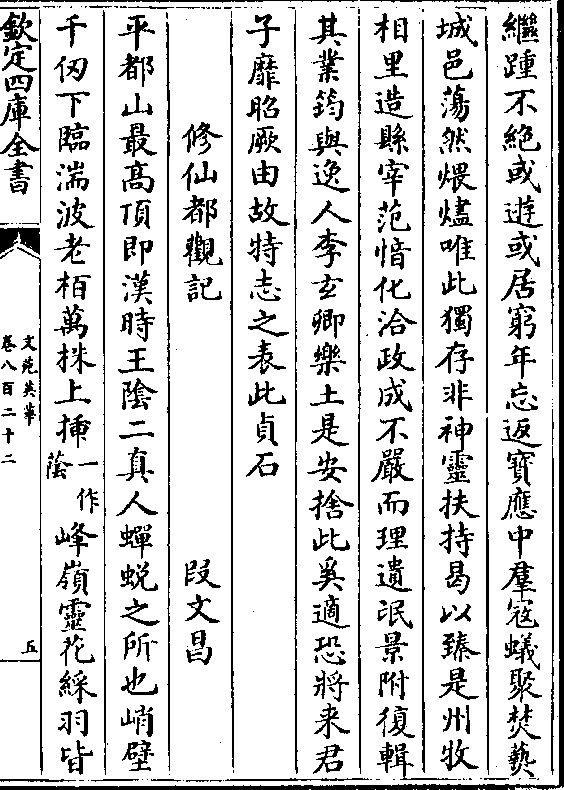 繼踵不絶或遊或居窮年忘返寶應中羣寇蟻聚焚爇
城邑蕩然煨燼唯此獨存非神靈扶持曷以臻是州牧
相里造縣宰范愔化洽政成不嚴而理遺氓景附復輯
其業筠與逸人李玄卿樂土是安捨此奚適恐將来君
子靡昭厥由故特志之表此貞石
修仙都觀記 段文昌
平都山最高頂即漢時王陰二真人蟬蜕之所也峭壁
千仞下臨湍波老栢萬株上挿一作蔭峰嶺靈花綵羽皆
欽定四庫全書
文苑英華
卷八百二十二
五